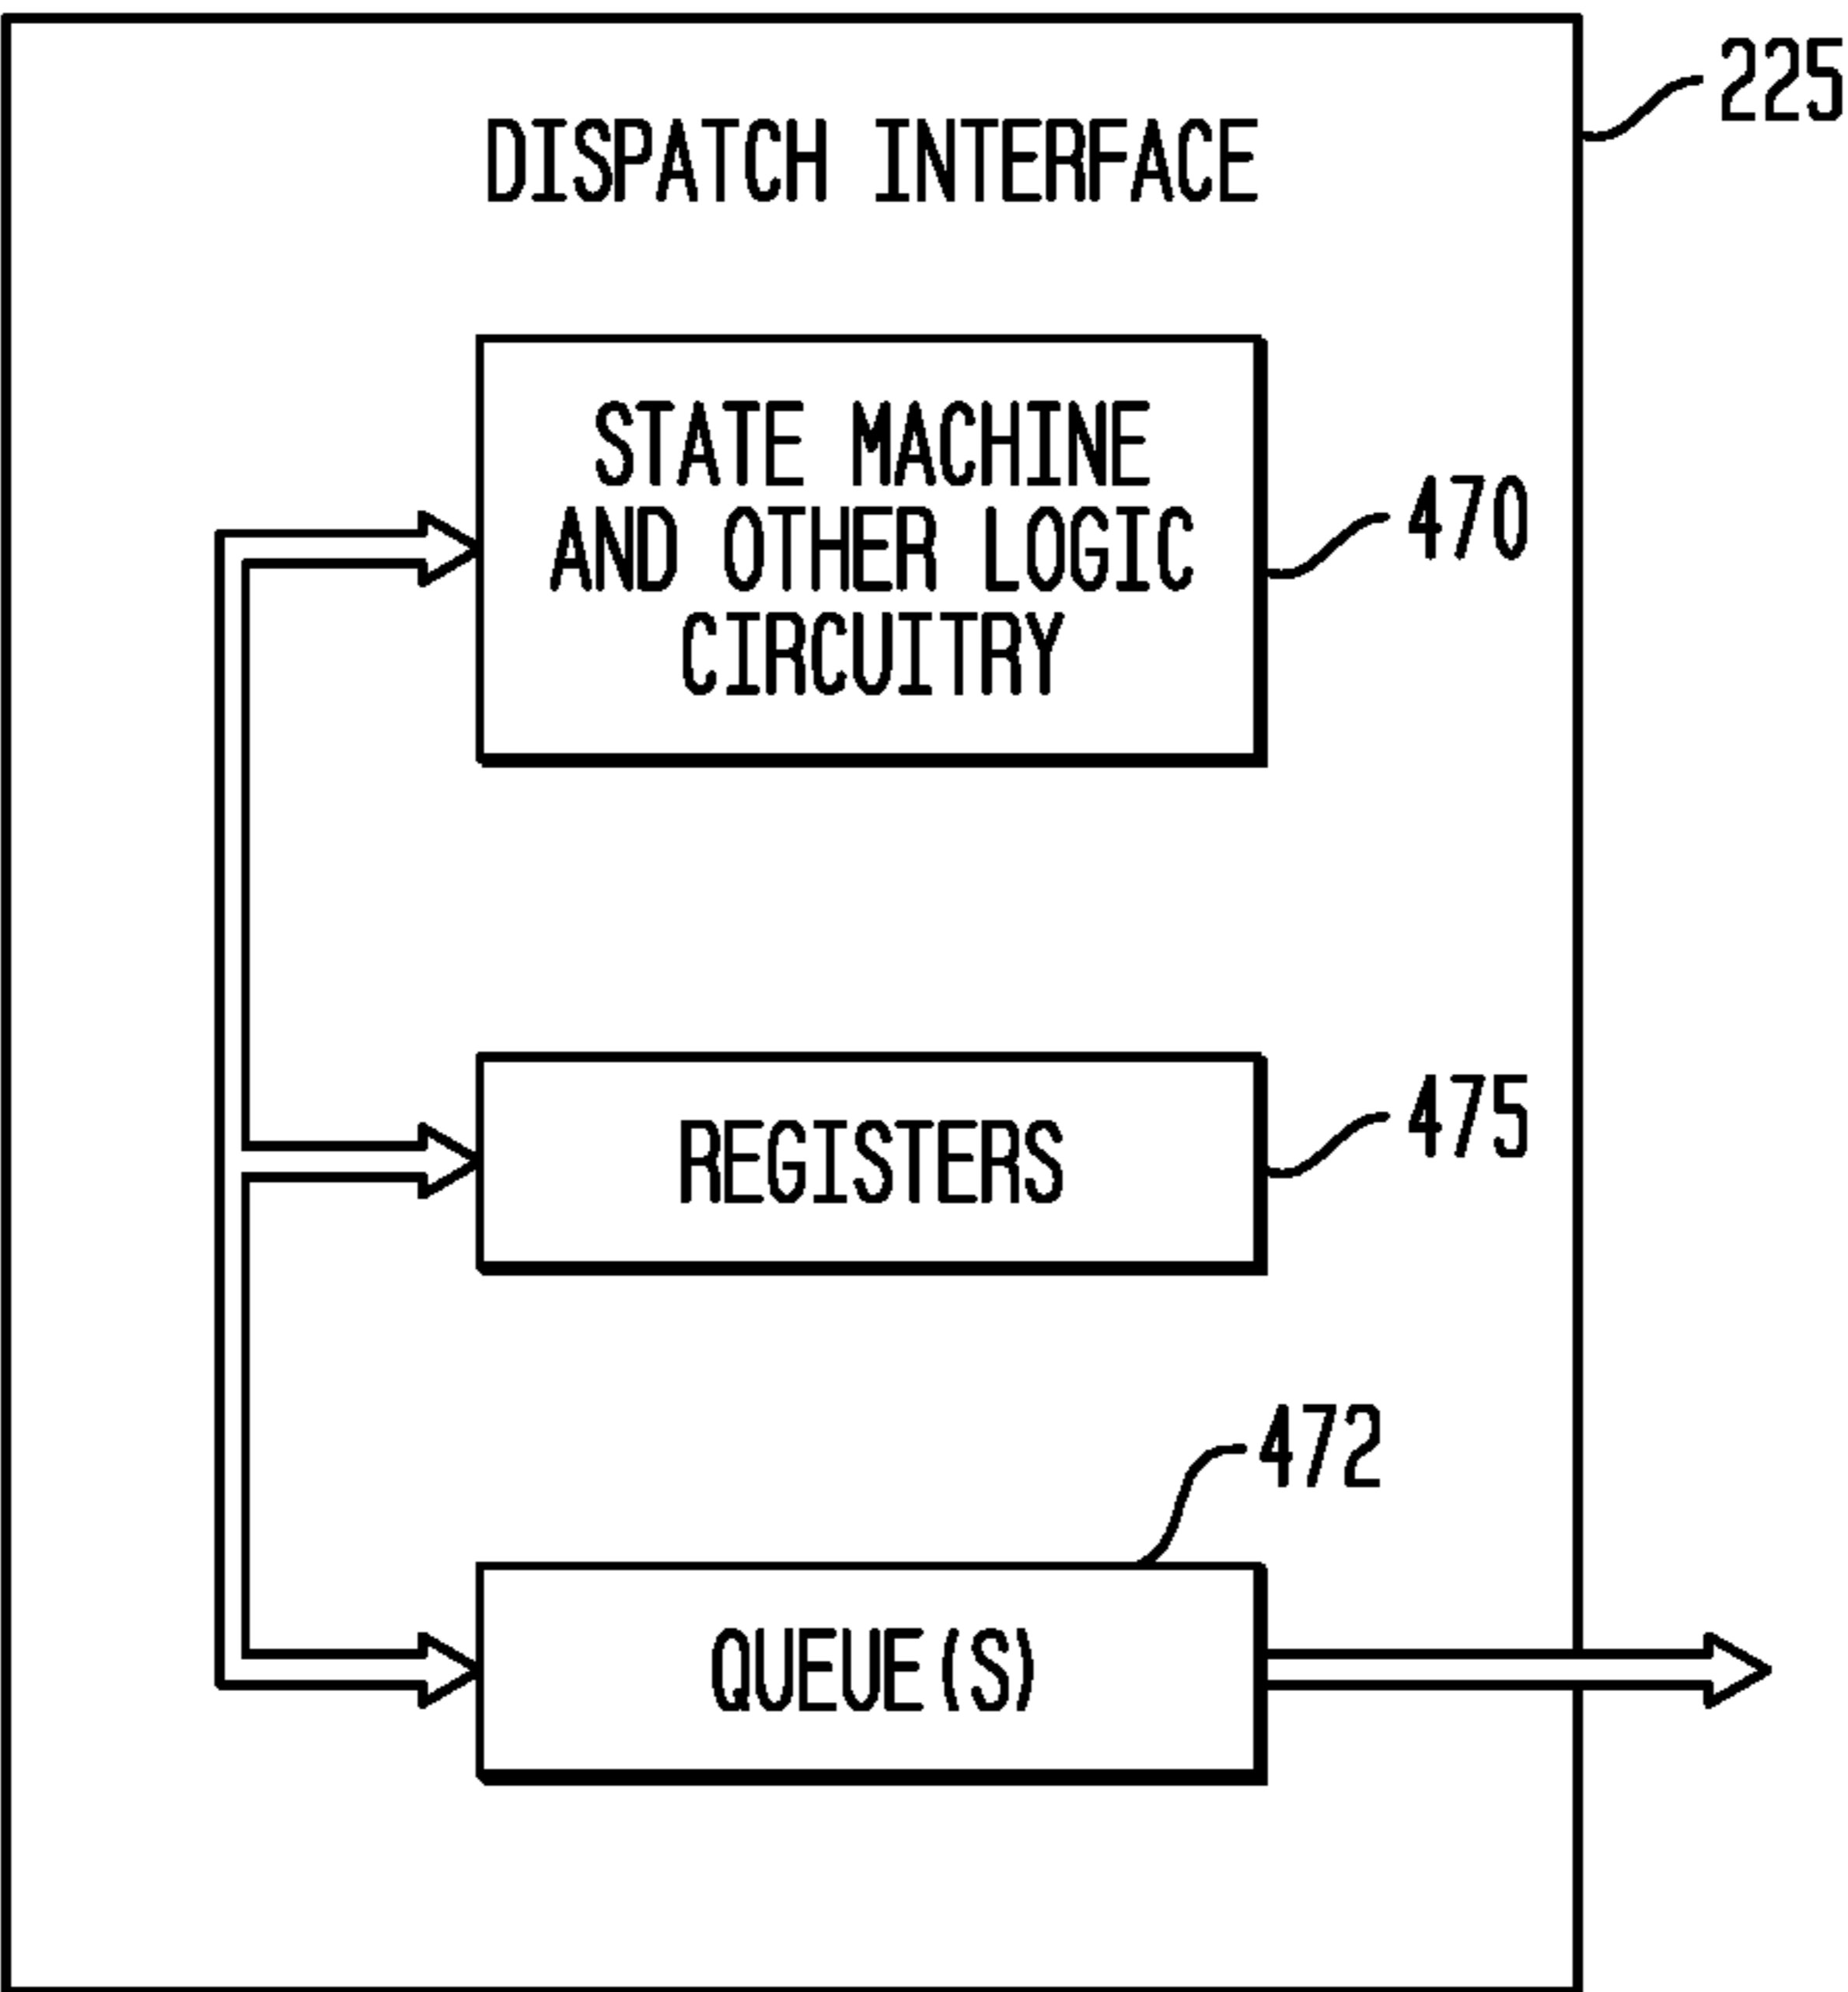 225
DISPATCH INTERFACE
STATE MACHINE
AND OTHER LOGIC
CIRCUITRY
470
REGISTERS
475
472
QUEUE(S)